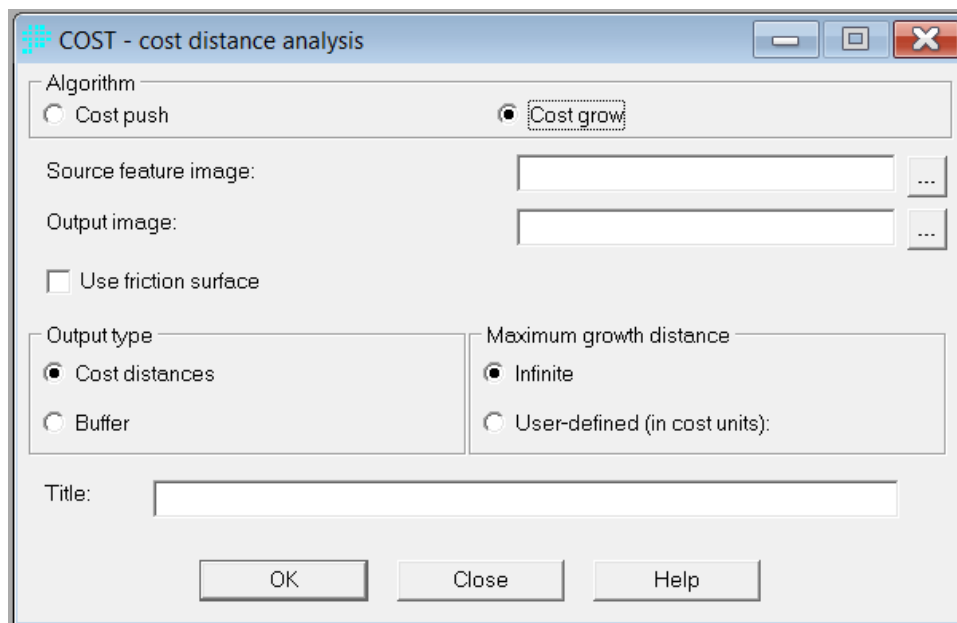 COST - cost distance analysis
Algorithm
Cost push Cost grow
Source feature image: ...
Output image: ...
Use friction surface
Output type Maximum growth distance
Cost distances Infinite
Buffer User-defined (in cost units):
Title:
OK Close Help